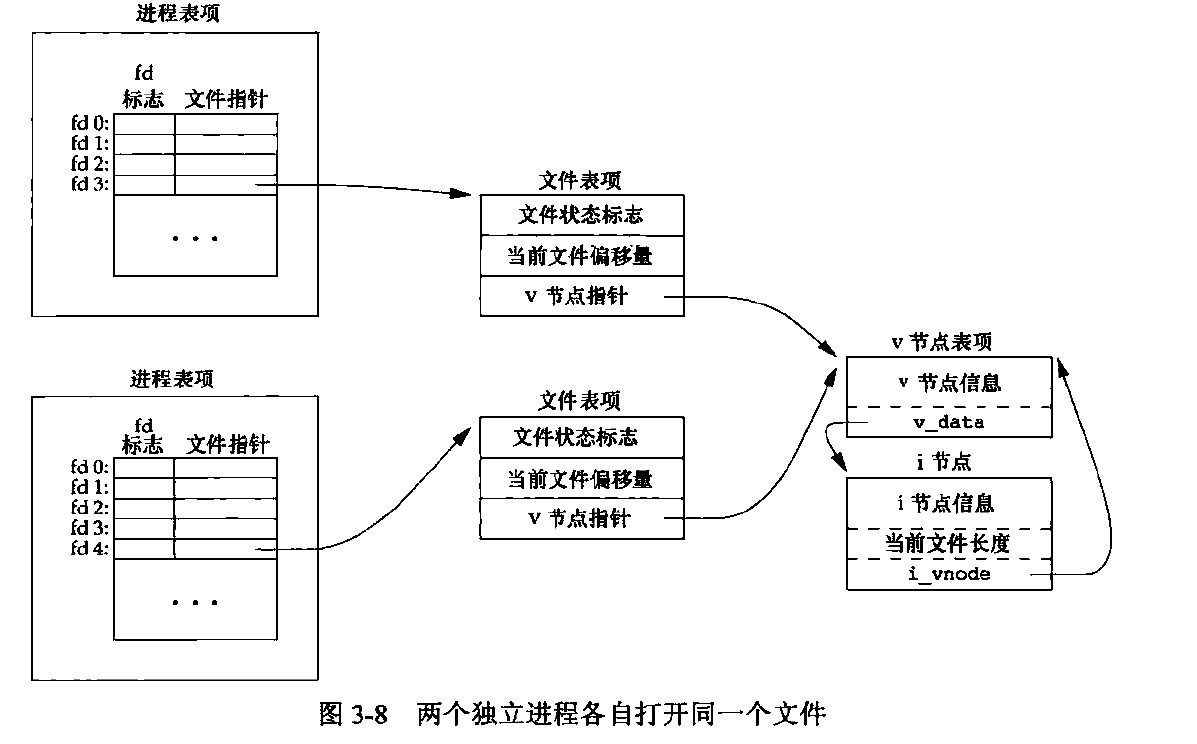 进程表项
fd
标志 文件指针
fd 0:
fd 1:
fd 2:
fd 3:
· · ·
文件表项
文件状态标志
当前文件偏移量
v 节点指针
进程表项
fd
标志 文件指针
fd 0:
fd 1:
fd 2:
fd 3:
fd 4:
· · ·
文件表项
文件状态标志
当前文件偏移量
v 节点指针
v 节点表项
v 节点信息
v_data
i 节点
i 节点信息
当前文件长度
i_vnode
图 3-8 两个独立进程各自打开同一个文件